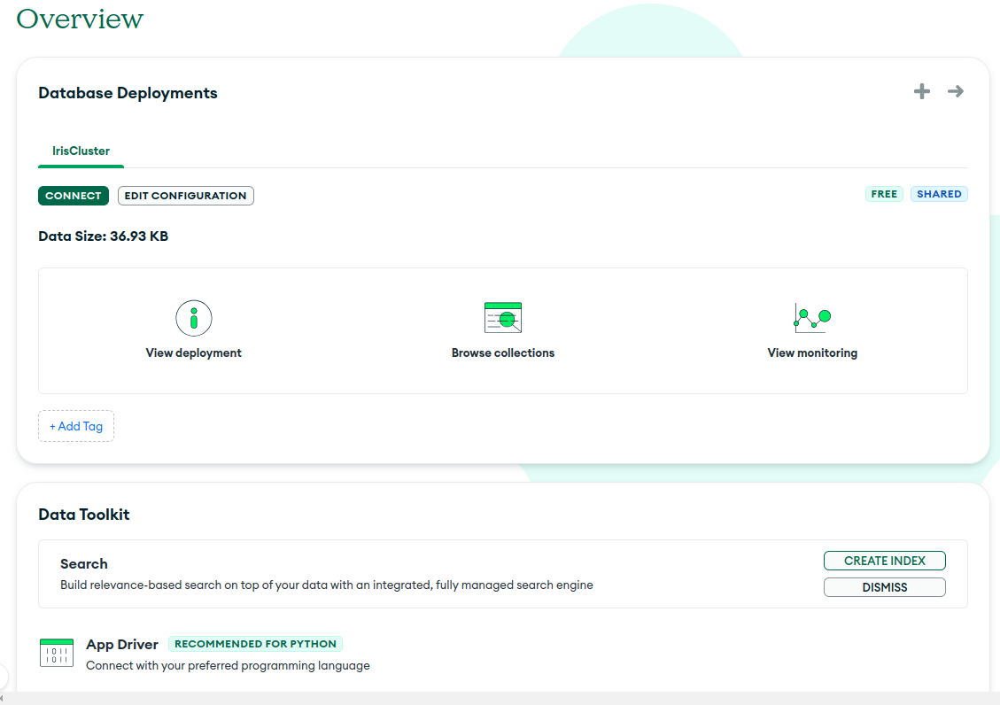 Overview
Database Deployments
IrisCluster
CONNECT EDIT CONFIGURATION FREE SHARED
Data Size: 36.93 KB
View deployment Browse collections View monitoring
+ Add Tag
Data Toolkit
Search CREATE INDEX
Build relevance-based search on top of your data with an integrated, fully managed search engine
DISMISS
App Driver RECOMMENDED FOR PYTHON
Connect with your preferred programming language